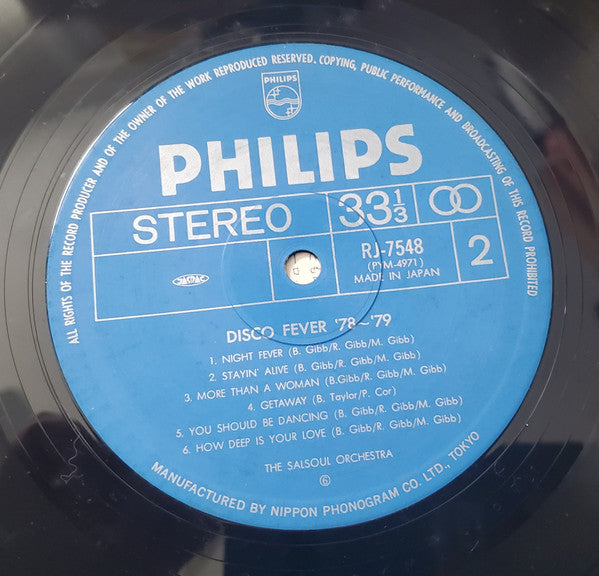 ALL RIGHTS OF THE RECORD PRODUCER AND OF THE OWNER OF THE WORK REPRODUCED RESERVED. COPYING, PUBLIC PERFORMANCE AND BROADCASTING OF THIS RECORD PROHIBITED
PHILIPS
PHILIPS
STEREO 33 1/3
JASRAC
RJ-7548
(PYM-4971)
MADE IN JAPAN
2
DISCO FEVER '78~'79
1. NIGHT FEVER (B. Gibb/R. Gibb/M. Gibb)
2. STAYIN' ALIVE (B. Gibb/R. Gibb/M. Gibb)
3. MORE THAN A WOMAN (B.Gibb/R. Gibb/M. Gibb)
4. GETAWAY (B. Taylor/P. Cor)
5. YOU SHOULD BE DANCING (B. Gibb/R. Gibb/M. Gibb)
6. HOW DEEP IS YOUR LOVE (B. Gibb/R. Gibb/M. Gibb)
THE SALSOUL ORCHESTRA
Ⓖ
MANUFACTURED BY NIPPON PHONOGRAM CO. LTD., TOKYO